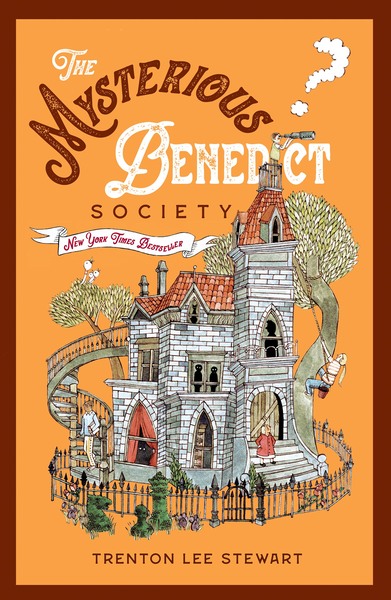 THE
MYSTERIOUS
BENEDICT
SOCIETY
NEW YORK TIMES BESTSELLER
TRENTON LEE STEWART